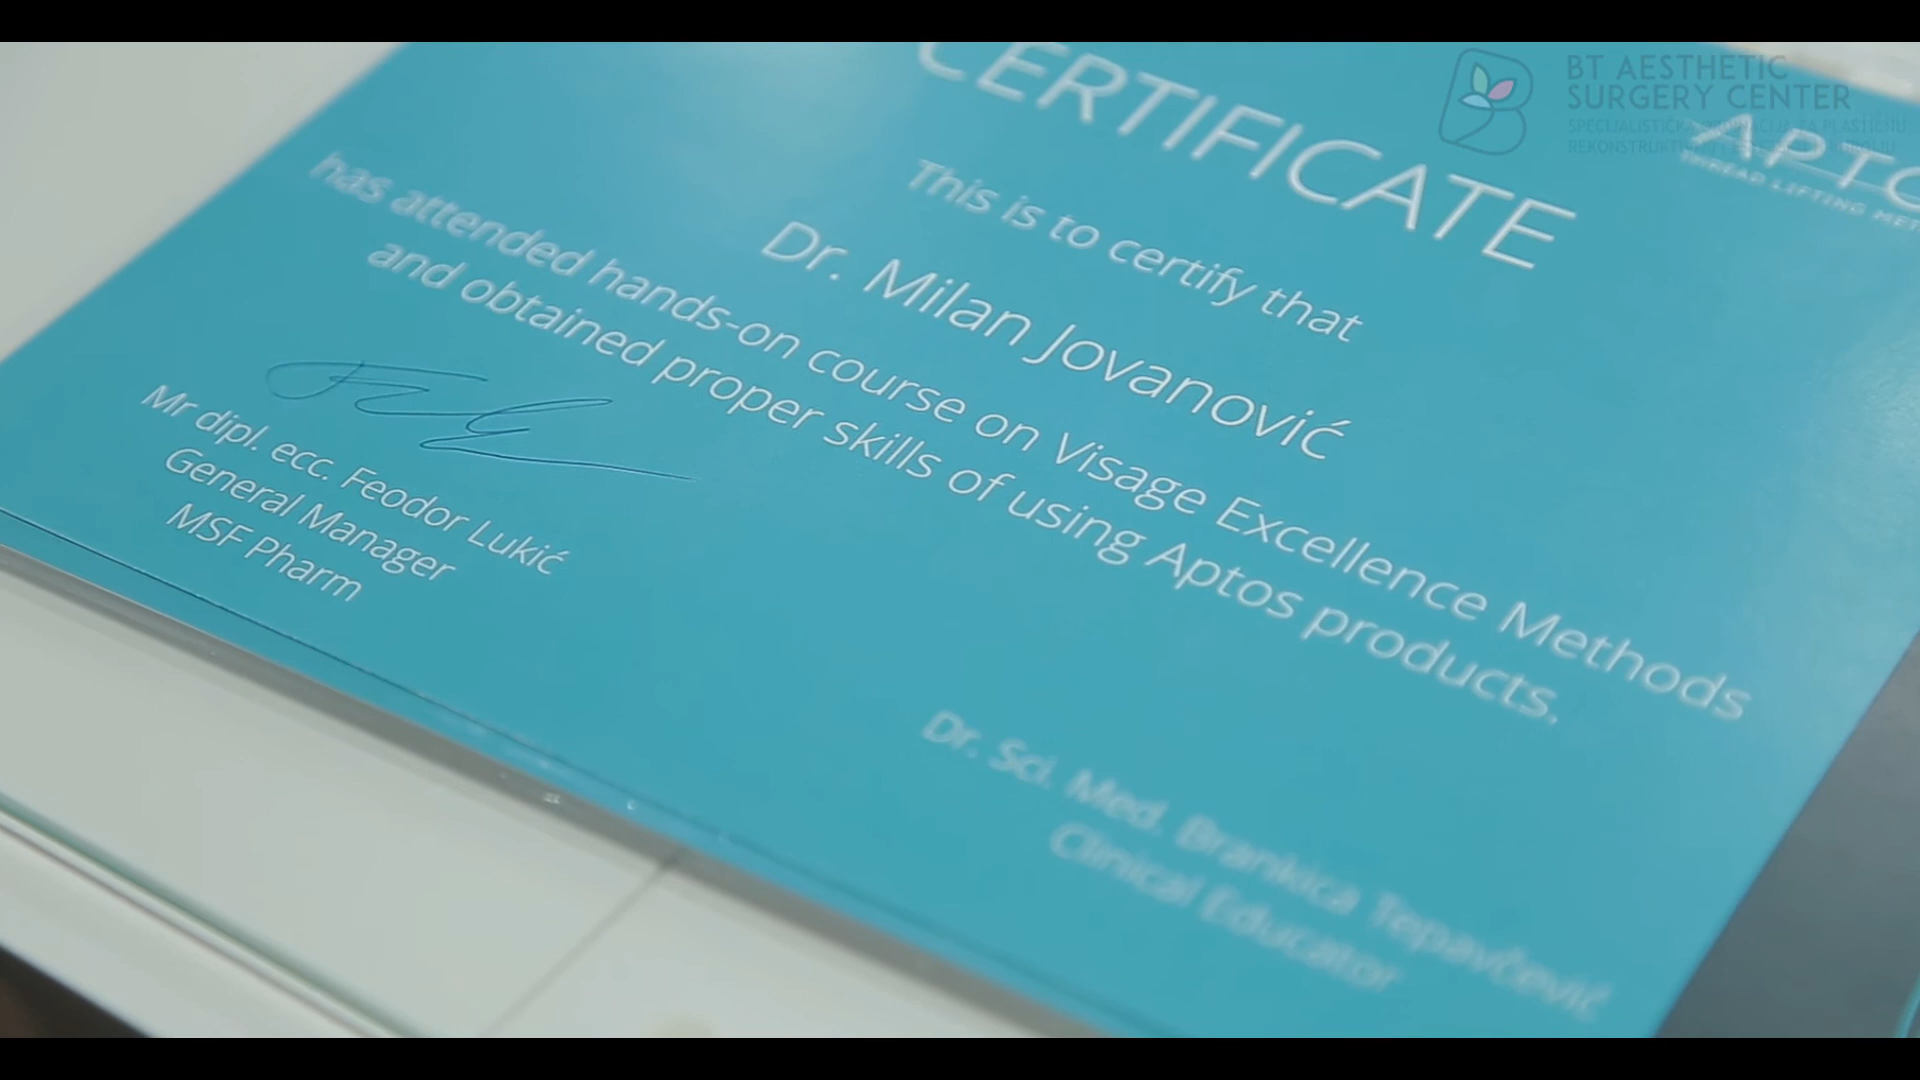 BT AESTHETIC
SURGERY CENTER
CERTIFICATE
THREAD LIFTING
This is to certify that
Dr. Milan Jovanović
has attended hands-on course on Visage Excellence Methods
and obtained proper skills of using Aptos products.
Mr dipl. ecc. Feodor Lukić
General Manager
MSF Pharm
Dr. Sci. Med. Brankica Tepavčević
Clinical Educator